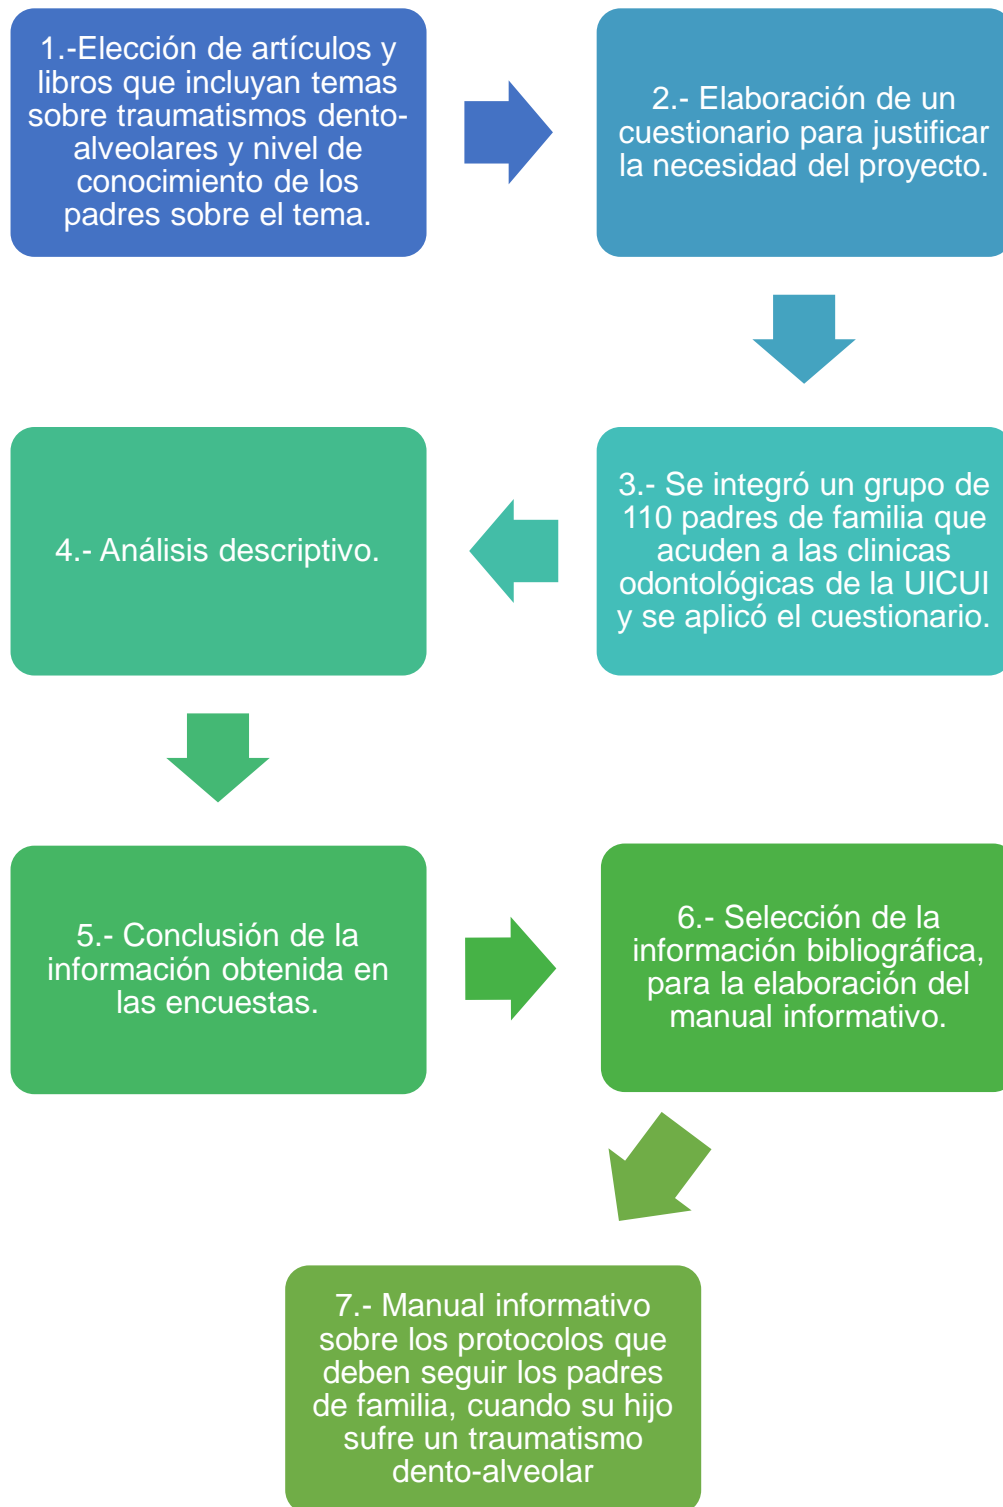 1.-Elección de artículos y
libros que incluyan temas
sobre traumatismos dento-
alveolares y nivel de
conocimiento de los
padres sobre el tema.
2.- Elaboración de un
cuestionario para justificar
la necesidad del proyecto.
3.- Se integró un grupo de
110 padres de familia que
acuden a las clinicas
odontológicas de la UICUI
y se aplicó el cuestionario.
4.- Análisis descriptivo.
5.- Conclusión de la
información obtenida en
las encuestas.
6.- Selección de la
información bibliográfica,
para la elaboración del
manual informativo.
7.- Manual informativo
sobre los protocolos que
deben seguir los padres
de familia, cuando su hijo
sufre un traumatismo
dento-alveolar